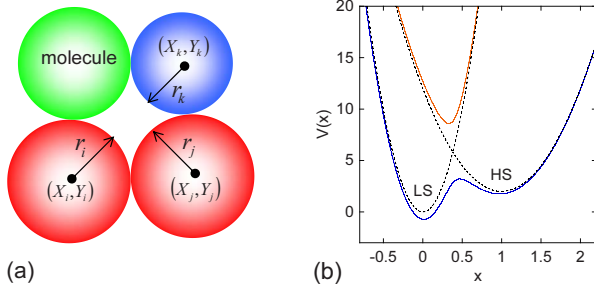 molecule
(X_k,Y_k)
r_k
r_i
r_j
(X_i,Y_i)
(X_j,Y_j)
(a)
20
15
10
5
0
V(x)
LS
HS
-0.5
0
0.5
1
1.5
2
x
(b)